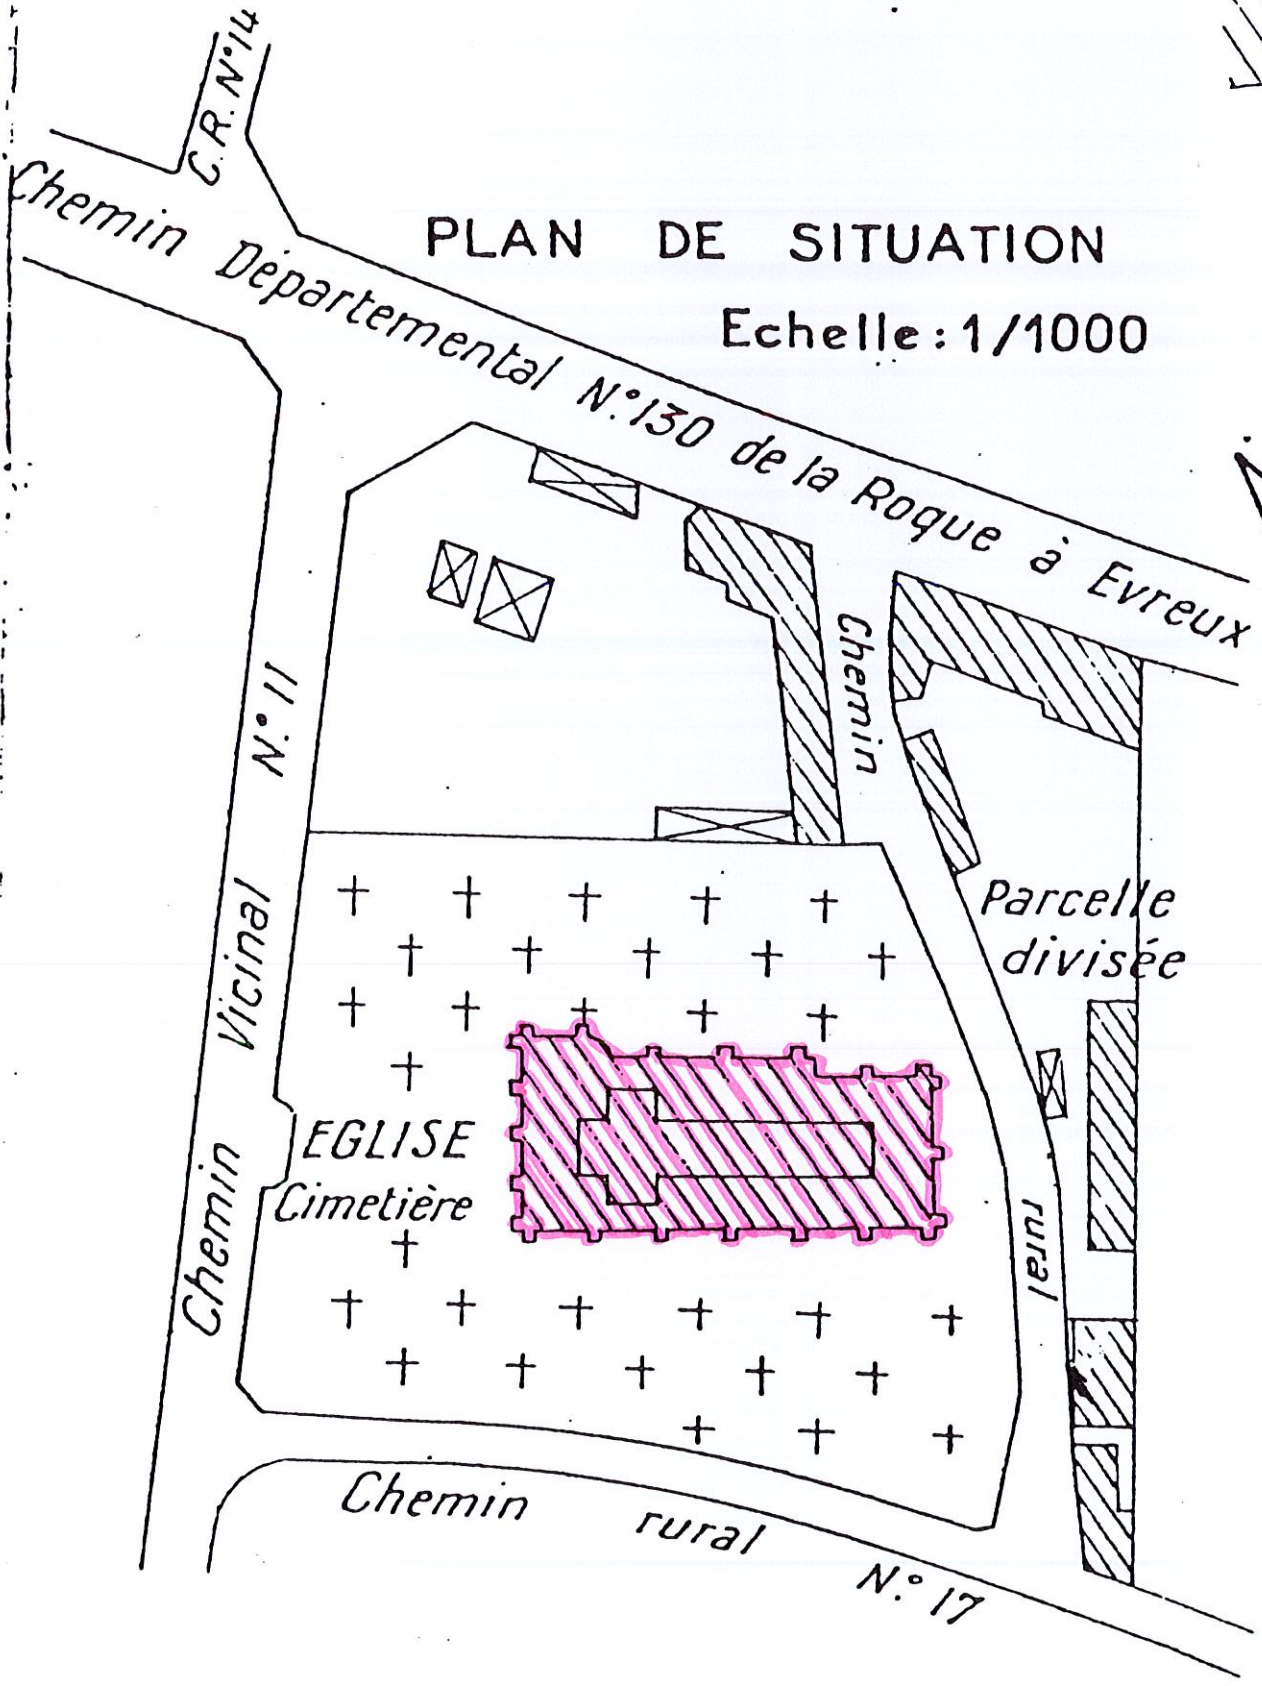 C.R. N°14
Chemin Départemental N°130 de la Roque à Evreux
PLAN DE SITUATION
Echelle: 1/1000
Chemin Vicinal N°11
Chemin rural
Parcelle
divisée
EGLISE
Cimetière
Chemin rural N° 17